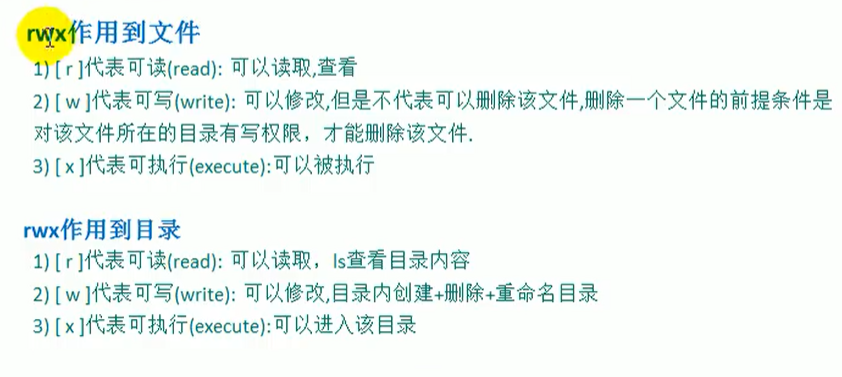 rwx作用到文件
1) [ r ]代表可读(read): 可以读取,查看
2) [ w ]代表可写(write): 可以修改,但是不代表可以删除该文件,删除一个文件的前提条件是
对该文件所在的目录有写权限，才能删除该文件.
3) [ x ]代表可执行(execute):可以被执行
rwx作用到目录
1) [ r ]代表可读(read): 可以读取，ls查看目录内容
2) [ w ]代表可写(write): 可以修改,目录内创建+删除+重命名目录
3) [ x ]代表可执行(execute):可以进入该目录